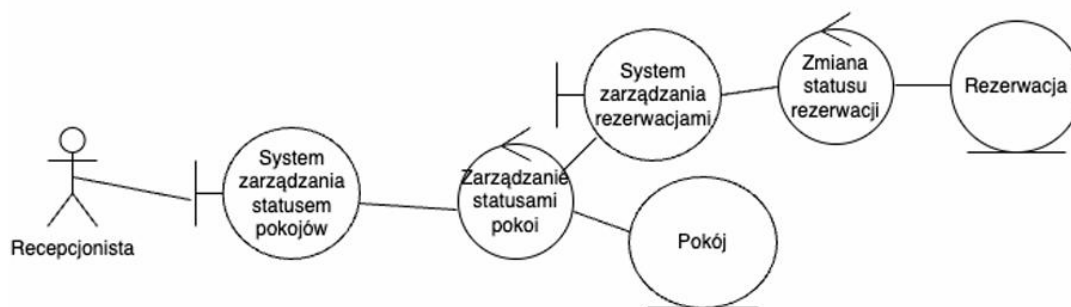 Recepcjonista
System
zarządzania
statusem
pokojów
Zarządzanie
statusami
pokoi
System
zarządzania
rezerwacjami
Zmiana
statusu
rezerwacji
Rezerwacja
Pokój